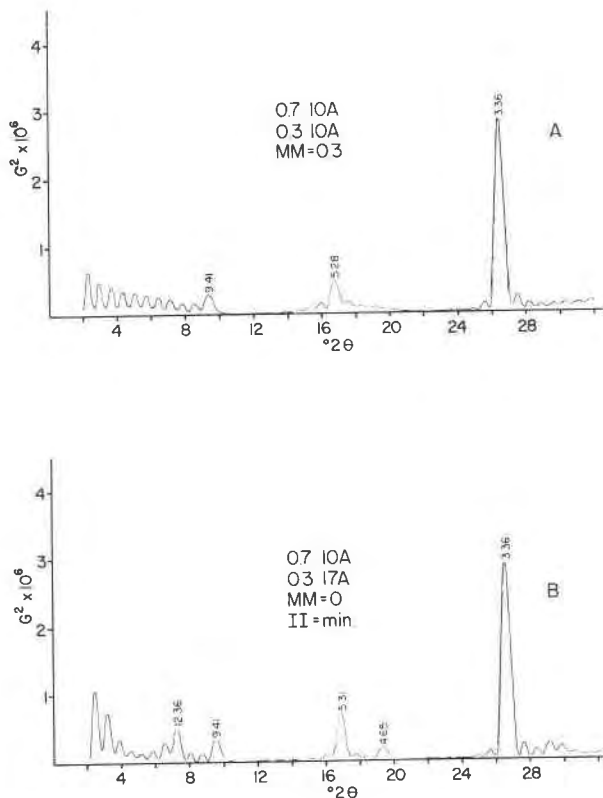 4
3
2
1
G² x10⁶
0.7 10A
0.3 10A
MM=0.3
A
9.41
5.28
3.36
4 8 12 16 20 24 28
°2θ
4
3
2
1
G² x10⁶
0.7 10A
0.3 17A
MM=0
II=min.
B
12.36
9.41
5.31
4.65
3.36
4 8 12 16 20 24 28
°2θ